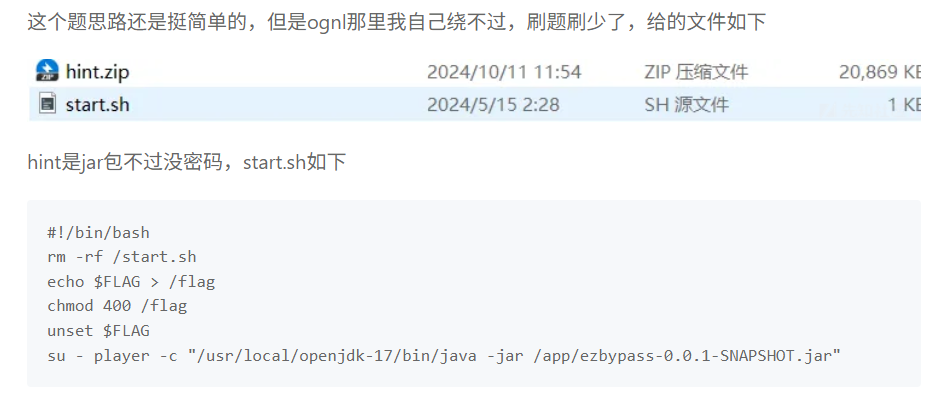 这个题思路还是挺简单的，但是ognl那里我自己绕不过，刷题刷少了，给的文件如下
hint.zip 2024/10/11 11:54 ZIP 压缩文件 20,869 KE
start.sh 2024/5/15 2:28 SH 源文件 1 KE
hint是jar包不过没密码，start.sh如下
#!/bin/bash
rm -rf /start.sh
echo $FLAG > /flag
chmod 400 /flag
unset $FLAG
su - player -c "/usr/local/openjdk-17/bin/java -jar /app/ezbypass-0.0.1-SNAPSHOT.jar"